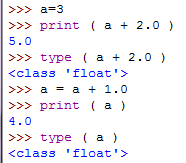 >>> a=3
>>> print ( a + 2.0 )
5.0
>>> type ( a + 2.0 )
<class 'float'>
>>> a = a + 1.0
>>> print ( a )
4.0
>>> type ( a )
<class 'float'>